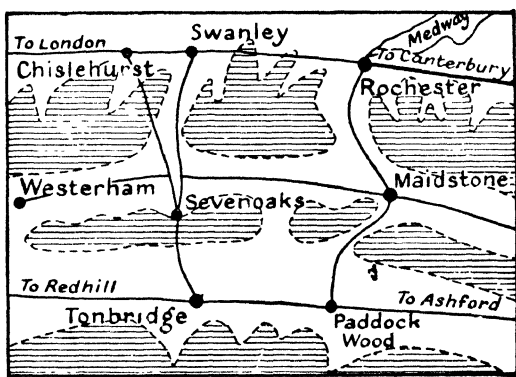 Swanley
Medway
To London
To Canterbury
Chislehurst
Rochester
Westerham
Maidstone
Sevenoaks
To Redhill
To Ashford
Tonbridge
Paddock
Wood